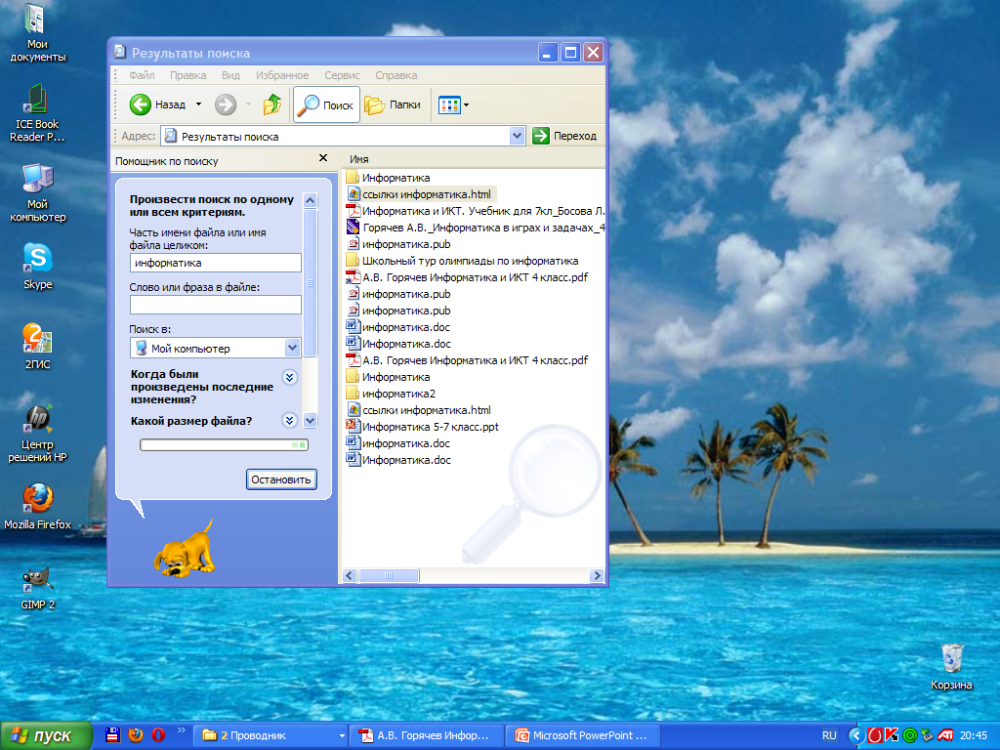 Мои
документы
ICE Book
Reader P...
Мой
компьютер
Skype
2ГИС
Центр
решений HP
Mozilla Firefox
GIMP 2
Результаты поиска
Файл Правка Вид Избранное Сервис Справка
Назад Поиск Папки
Адрес: Результаты поиска Переход
Помощник по поиску
Произвести поиск по одному
или всем критериям.
Часть имени файла или имя
файла целиком:
информатика
Слово или фраза в файле:
Поиск в:
Мой компьютер
Когда были
произведены последние
изменения?
Какой размер файла?
Остановить
Имя
Информатика
ссылки информатика.html
Информатика и ИКТ. Учебник для 7кл_Босова Л.
Горячев А.В._Информатика в играх и задачах_4
информатика.pub
Школьный тур олимпиады по информатика
А.В. Горячев Информатика и ИКТ 4 класс.pdf
информатика.pub
информатика.pub
информатика.doc
Информатика.doc
А.В. Горячев Информатика и ИКТ 4 класс.pdf
Информатика
информатика2
ссылки информатика.html
Информатика 5-7 класс.ppt
информатика.doc
Информатика.doc
Корзина
пуск
2 Проводник
А.В. Горячев Инфор...
Microsoft PowerPoint ...
RU
20:45